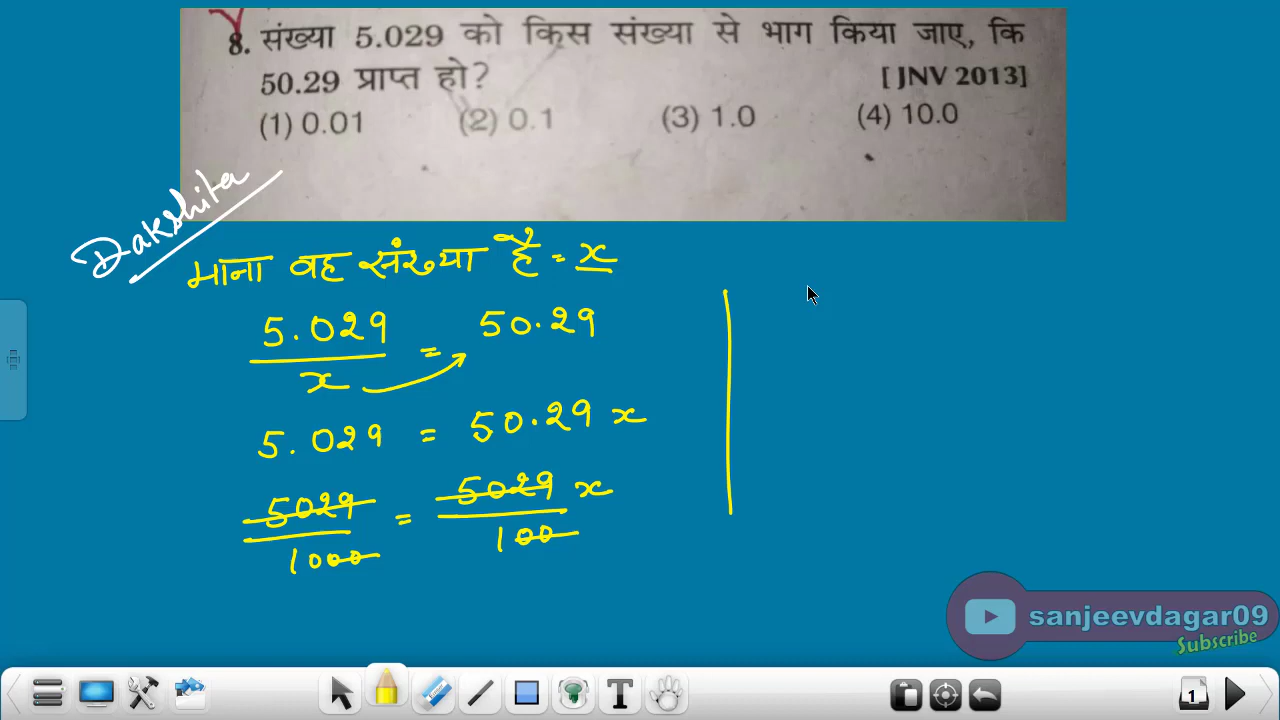 8. संख्या 5.029 को किस संख्या से भाग किया जाए, कि
50.29 प्राप्त हो? [JNV 2013]
(1) 0.01 (2) 0.1 (3) 1.0 (4) 10.0
Dakshita
माना वह संख्या है = x
5.029 / x = 50.29
5.029 = 50.29 x
5029 / 1000 = 5029 / 100 x
sanjeevdagar09
Subscribe
T
1